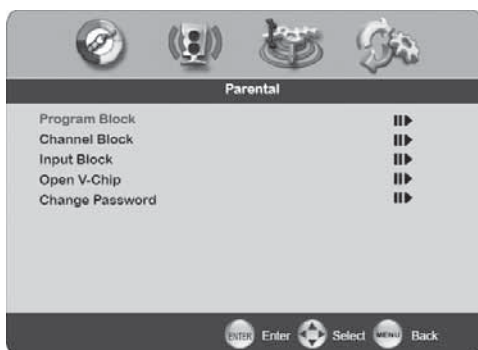 Parental
Program Block
Channel Block
Input Block
Open V-Chip
Change Password
ENTER Enter Select MENU Back